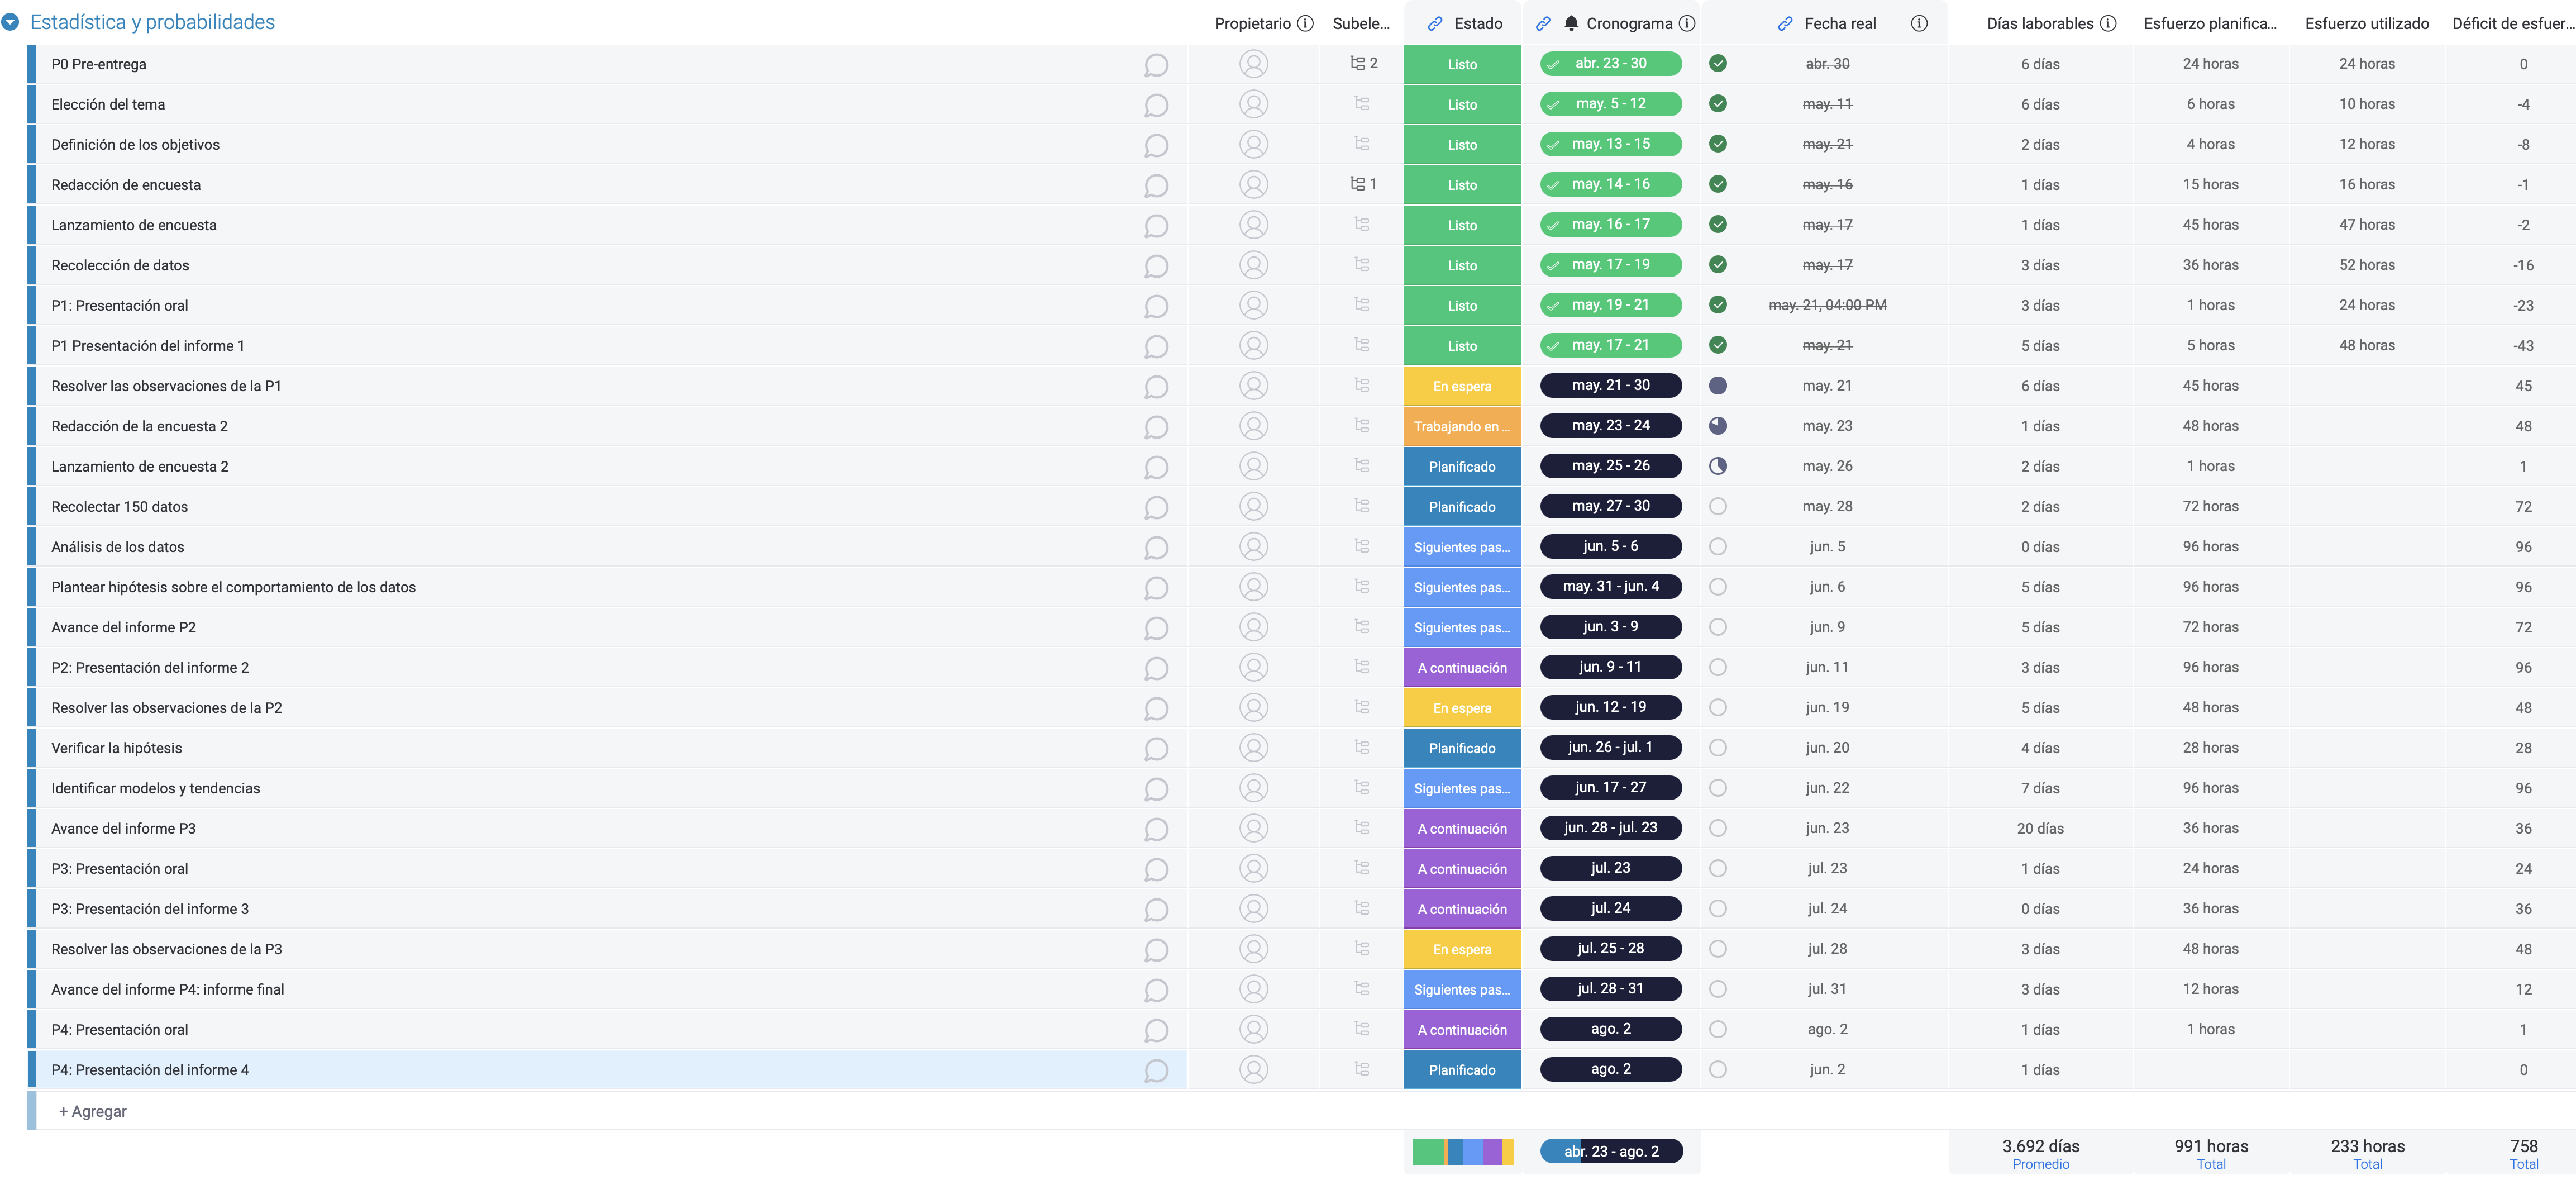 Estadística y probabilidades Propietario Subele... Estado Cronograma Fecha real Días laborables Esfuerzo planifica... Esfuerzo utilizado Déficit de esfuer...
P0 Pre-entrega 2 Listo abr. 23 - 30 abr. 30 6 días 24 horas 24 horas 0
Elección del tema Listo may. 5 - 12 may. 11 6 días 6 horas 10 horas -4
Definición de los objetivos Listo may. 13 - 15 may. 21 2 días 4 horas 12 horas -8
Redacción de encuesta 1 Listo may. 14 - 16 may. 16 1 días 15 horas 16 horas -1
Lanzamiento de encuesta Listo may. 16 - 17 may. 17 1 días 45 horas 47 horas -2
Recolección de datos Listo may. 17 - 19 may. 17 3 días 36 horas 52 horas -16
P1: Presentación oral Listo may. 19 - 21 may. 21, 04:00 PM 3 días 1 horas 24 horas -23
P1 Presentación del informe 1 Listo may. 17 - 21 may. 21 5 días 5 horas 48 horas -43
Resolver las observaciones de la P1 En espera may. 21 - 30 may. 21 6 días 45 horas 45
Redacción de la encuesta 2 Trabajando en ... may. 23 - 24 may. 23 1 días 48 horas 48
Lanzamiento de encuesta 2 Planificado may. 25 - 26 may. 26 2 días 1 horas 1
Recolectar 150 datos Planificado may. 27 - 30 may. 28 2 días 72 horas 72
Análisis de los datos Siguientes pas... jun. 5 - 6 jun. 5 0 días 96 horas 96
Plantear hipótesis sobre el comportamiento de los datos Siguientes pas... may. 31 - jun. 4 jun. 6 5 días 96 horas 96
Avance del informe P2 Siguientes pas... jun. 3 - 9 jun. 9 5 días 72 horas 72
P2: Presentación del informe 2 A continuación jun. 9 - 11 jun. 11 3 días 96 horas 96
Resolver las observaciones de la P2 En espera jun. 12 - 19 jun. 19 5 días 48 horas 48
Verificar la hipótesis Planificado jun. 26 - jul. 1 jun. 20 4 días 28 horas 28
Identificar modelos y tendencias Siguientes pas... jun. 17 - 27 jun. 22 7 días 96 horas 96
Avance del informe P3 A continuación jun. 28 - jul. 23 jun. 23 20 días 36 horas 36
P3: Presentación oral A continuación jul. 23 jul. 23 1 días 24 horas 24
P3: Presentación del informe 3 A continuación jul. 24 jul. 24 0 días 36 horas 36
Resolver las observaciones de la P3 En espera jul. 25 - 28 jul. 28 3 días 48 horas 48
Avance del informe P4: informe final Siguientes pas... jul. 28 - 31 jul. 31 3 días 12 horas 12
P4: Presentación oral A continuación ago. 2 ago. 2 1 días 1 horas 1
P4: Presentación del informe 4 Planificado ago. 2 jun. 2 1 días 0
+ Agregar
abr. 23 - ago. 2 3.692 días 991 horas 233 horas 758
Promedio Total Total Total